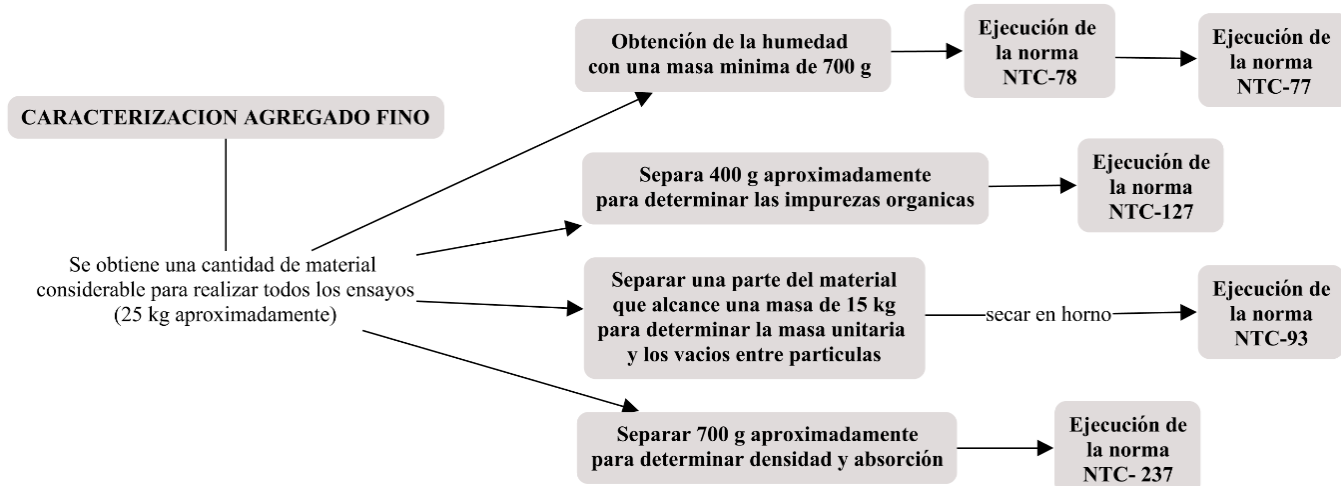 CARACTERIZACION AGREGADO FINO
Se obtiene una cantidad de material
considerable para realizar todos los ensayos
(25 kg aproximadamente)
Obtención de la humedad
con una masa minima de 700 g
Ejecución de
la norma
NTC-78
Ejecución de
la norma
NTC-77
Separa 400 g aproximadamente
para determinar las impurezas organicas
Ejecución de
la norma
NTC-127
Separar una parte del material
que alcance una masa de 15 kg
para determinar la masa unitaria
y los vacios entre particulas
secar en horno
Ejecución de
la norma
NTC-93
Separar 700 g aproximadamente
para determinar densidad y absorción
Ejecución de
la norma
NTC- 237